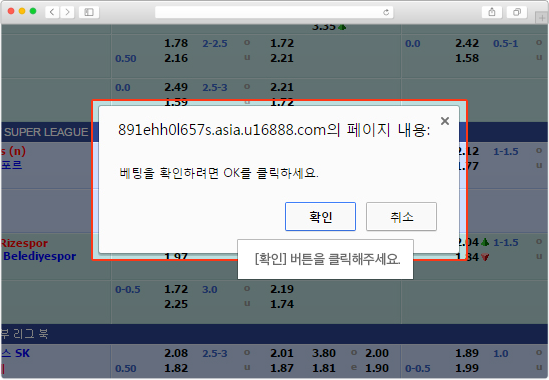 3.35
1.78 2-2.5 o 1.72 0.0 2.42 0.5-1 o
0.50 2.16 u 2.21 1.58 u
0.0 2.49 2.5-3 o 2.21
1.59 u 1.72
SUPER LEAGUE
891ehh0l657s.asia.u16888.com의 페이지 내용:
s (n) 2.12 1-1.5 o
포르 1.77 u
베팅을 확인하려면 OK를 클릭하세요.
확인 취소
Rizespor 2.04 1-1.5 o
Belediyespor 1.97 1.84 u
[확인] 버튼을 클릭해주세요.
0-0.5 1.72 3.0 o 2.19
2.25 u 1.74
부 리그 북
스 SK 2.08 2.5-3 o 2.01 3.80 o 2.00 1.89 1.0 o
0.50 1.82 u 1.87 1.81 e 1.90 0-0.5 1.99 u